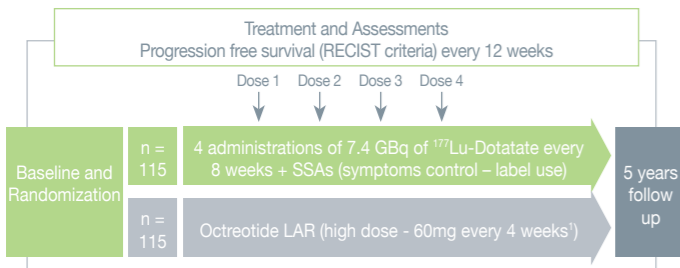 Treatment and Assessments
Progression free survival (RECIST criteria) every 12 weeks
Dose 1 Dose 2 Dose 3 Dose 4
Baseline and
Randomization
n =
115
4 administrations of 7.4 GBq of ¹⁷⁷Lu-Dotatate every
8 weeks + SSAs (symptoms control – label use)
n =
115
Octreotide LAR (high dose - 60mg every 4 weeks¹)
5 years
follow
up